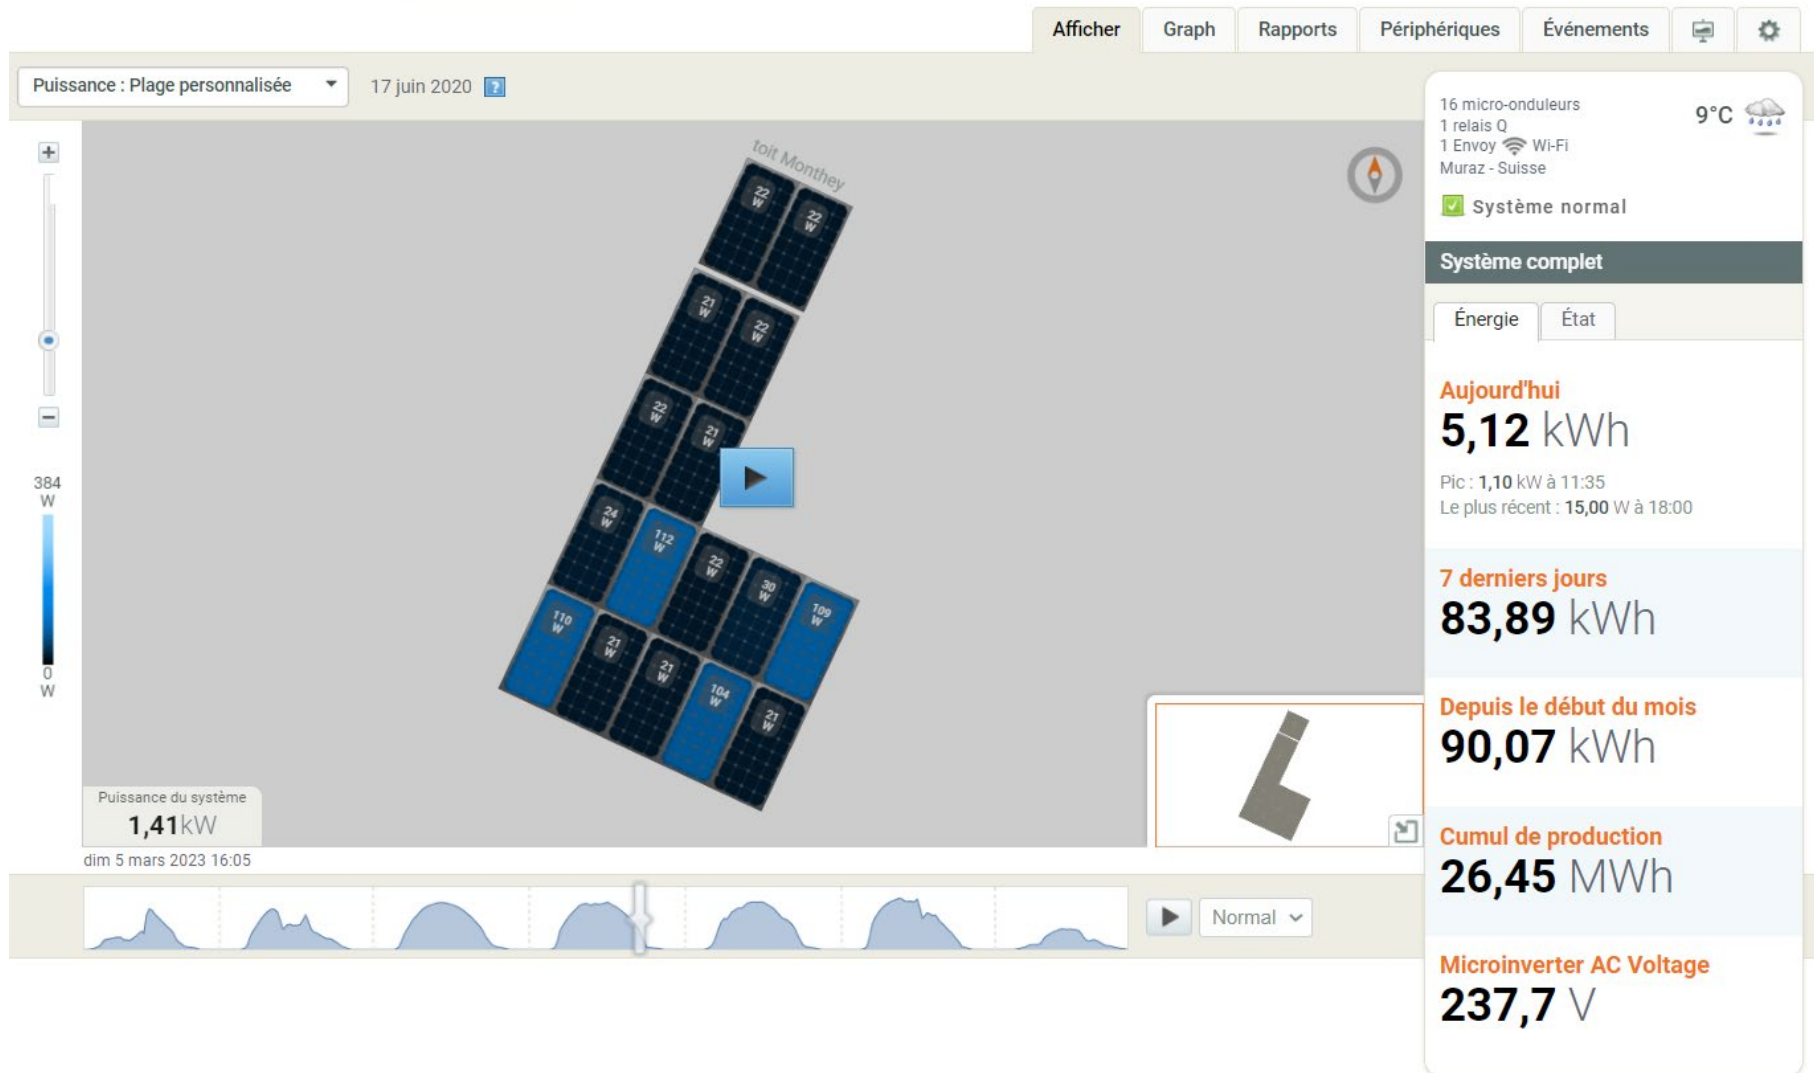 Afficher
Graph
Rapports
Périphériques
Événements
Puissance : Plage personnalisée
17 juin 2020 ?
16 micro-onduleurs
1 relais Q
1 Envoy Wi-Fi
Muraz - Suisse
9°C
Système normal
Système complet
Énergie
État
Aujourd'hui
5,12 kWh
Pic : 1,10 kW à 11:35
Le plus récent : 15,00 W à 18:00
7 derniers jours
83,89 kWh
Depuis le début du mois
90,07 kWh
Cumul de production
26,45 MWh
Microinverter AC Voltage
237,7 V
384
W
0
W
toit Monthey
22
W
22
W
21
W
22
W
22
W
21
W
24
W
112
W
22
W
30
W
109
W
110
W
21
W
21
W
104
W
21
W
Puissance du système
1,41kW
dim 5 mars 2023 16:05
Normal